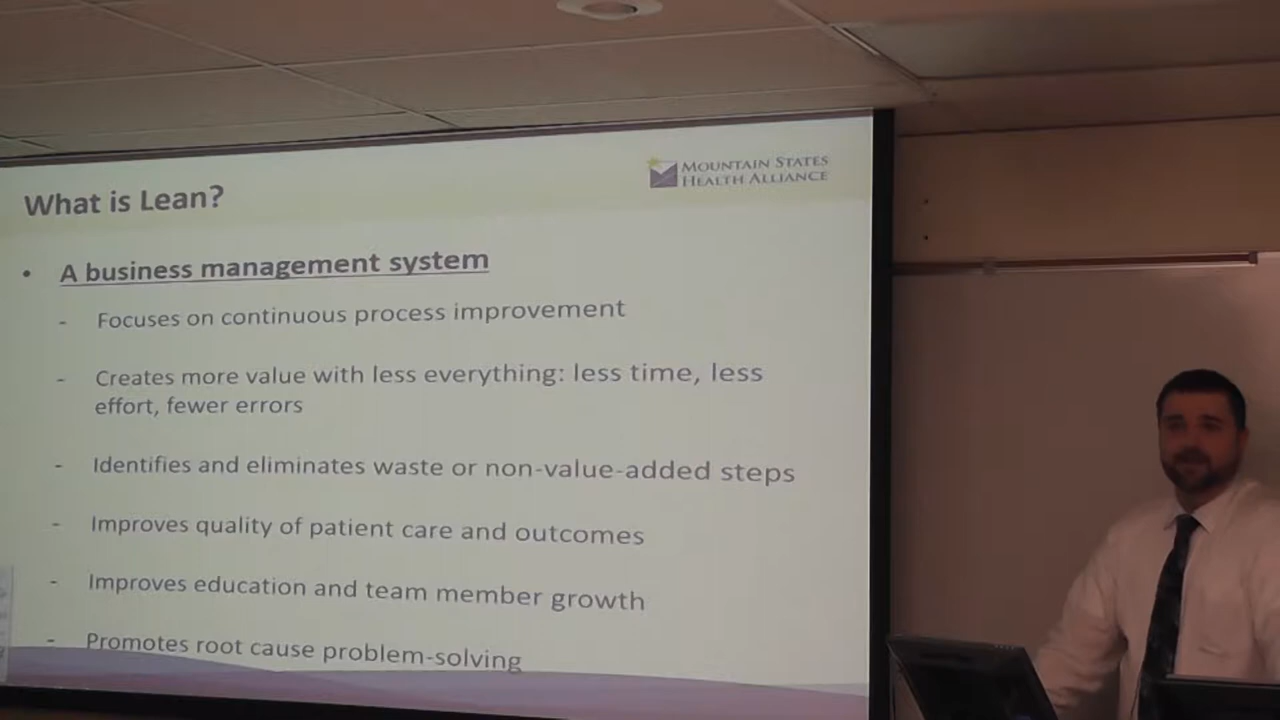 What is Lean?
MOUNTAIN STATES
HEALTH ALLIANCE
• A business management system
- Focuses on continuous process improvement
- Creates more value with less everything: less time, less
effort, fewer errors
- Identifies and eliminates waste or non-value-added steps
- Improves quality of patient care and outcomes
- Improves education and team member growth
- Promotes root cause problem-solving